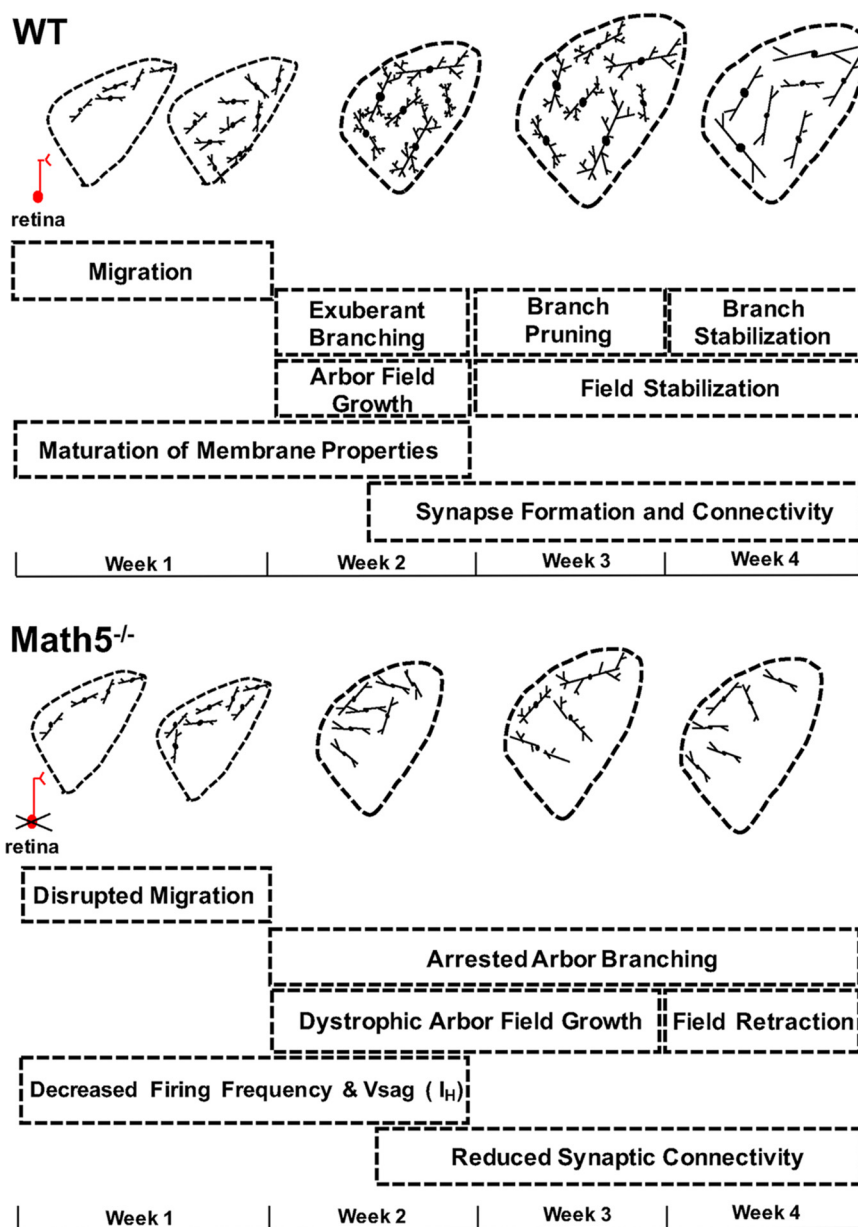 WT
retina
Migration
Exuberant
Branching
Branch
Pruning
Branch
Stabilization
Arbor Field
Growth
Field Stabilization
Maturation of Membrane Properties
Synapse Formation and Connectivity
Week 1
Week 2
Week 3
Week 4
Math5-/-
retina
Disrupted Migration
Arrested Arbor Branching
Dystrophic Arbor Field Growth
Field Retraction
Decreased Firing Frequency & Vsag ( IH)
Reduced Synaptic Connectivity
Week 1
Week 2
Week 3
Week 4